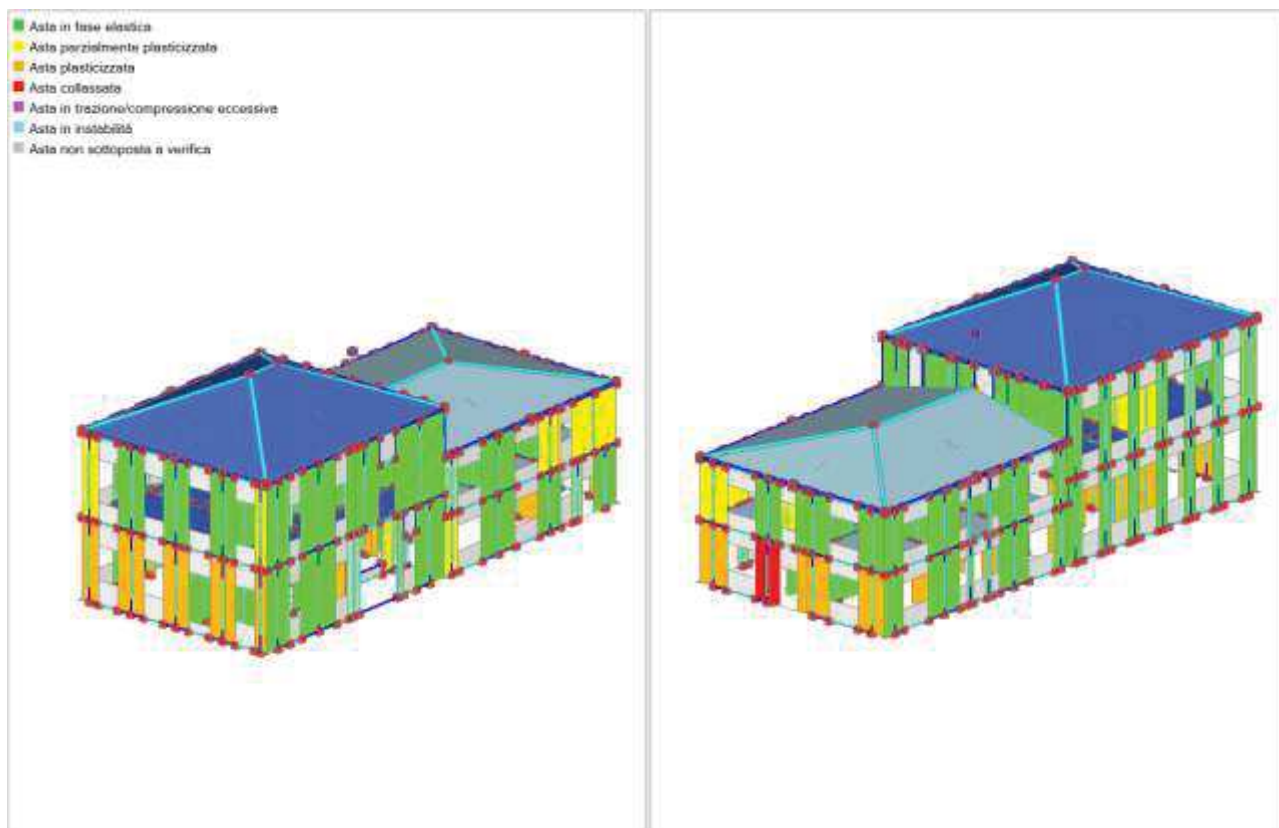 Asta in fase elastica
Asta parzialmente plasticizzata
Asta plasticizzata
Asta collassata
Asta in trazione/compressione eccessiva
Asta in instabilità
Asta non sottoposta a verifica